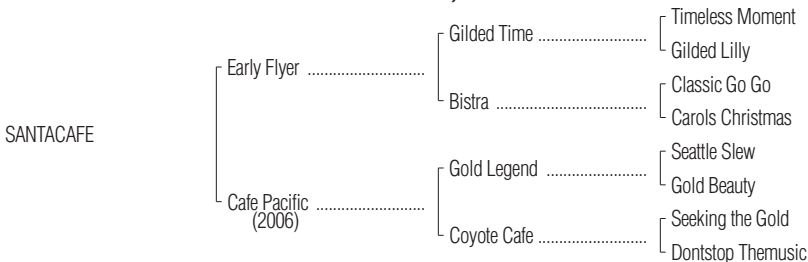 Timeless Moment
Gilded Time ..........................
Gilded Lilly
Early Flyer ............................
Classic Go Go
Bistra ....................................
Carols Christmas
SANTACAFE
Seattle Slew
Gold Legend ........................
Gold Beauty
Cafe Pacific ..........................
(2006)
Seeking the Gold
Coyote Cafe ..........................
Dontstop Themusic